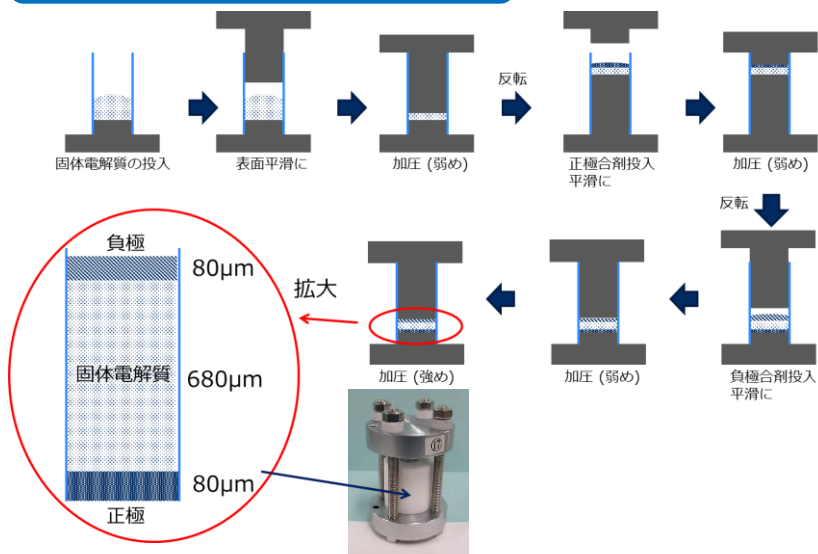 固体電解質の投入
表面平滑に
加圧 (弱め)
反転
正極合剤投入
平滑に
加圧 (弱め)
反転
負極合剤投入
平滑に
加圧 (弱め)
加圧 (強め)
拡大
負極
80μm
固体電解質
680μm
80μm
正極